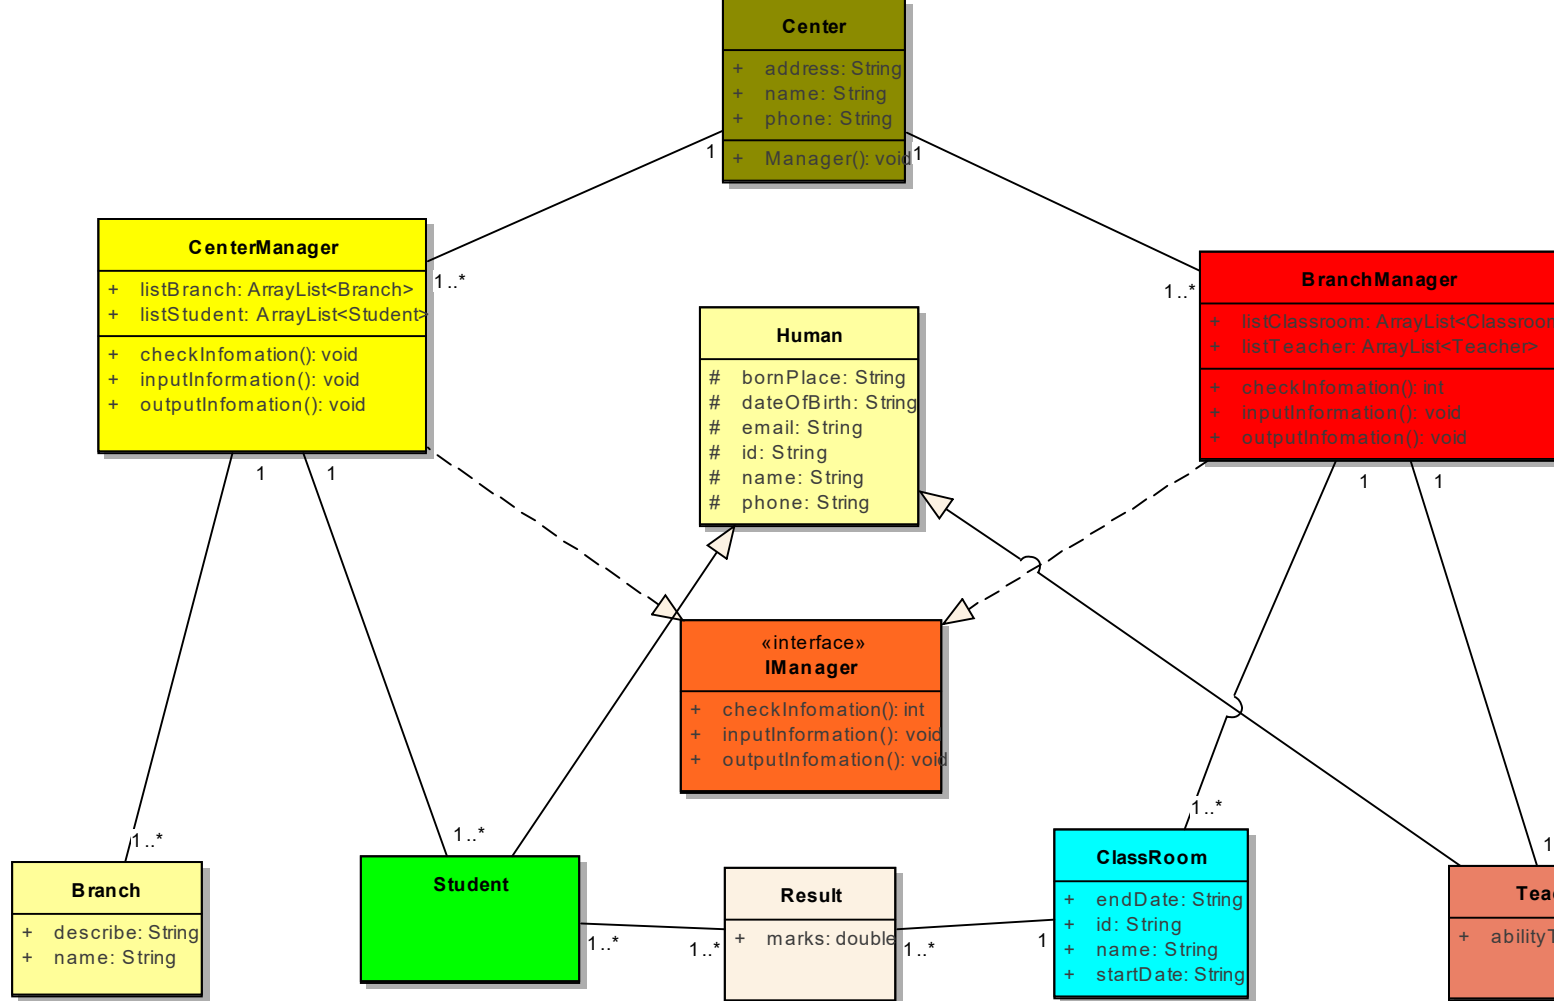 Center
+ address: String
+ name: String
+ phone: String
+ Manager(): void
1
1
CenterManager
+ listBranch: ArrayList<Branch>
+ listStudent: ArrayList<Student>
+ checkInfomation(): void
+ inputInformation(): void
+ outputInfomation(): void
1..*
1..*
BranchManager
+ listClassroom: ArrayList<Classroom
+ listTeacher: ArrayList<Teacher>
+ checkInfomation(): int
+ inputInformation(): void
+ outputInfomation(): void
Human
# bornPlace: String
# dateOfBirth: String
# email: String
# id: String
# name: String
# phone: String
1
1
1
1
«interface»
IManager
+ checkInfomation(): int
+ inputInformation(): void
+ outputInfomation(): void
1..*
1..*
1..*
1
Branch
+ describe: String
+ name: String
Student
1..*
1..*
Result
+ marks: double
1..*
1
ClassRoom
+ endDate: String
+ id: String
+ name: String
+ startDate: String
Tea
+ abilityT